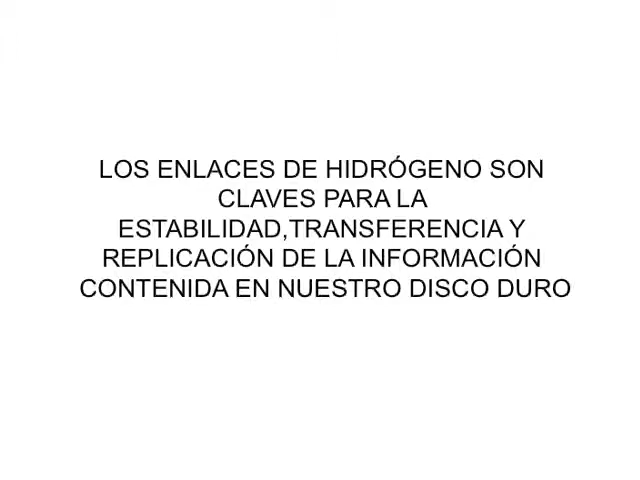 LOS ENLACES DE HIDRÓGENO SON
CLAVES PARA LA
ESTABILIDAD,TRANSFERENCIA Y
REPLICACIÓN DE LA INFORMACIÓN
CONTENIDA EN NUESTRO DISCO DURO